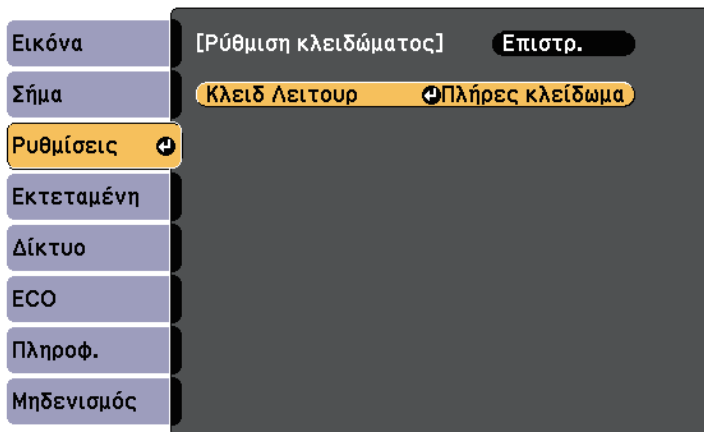 Εικόνα
Σήμα
Ρυθμίσεις
Εκτεταμένη
Δίκτυο
ECO
Πληροφ.
Μηδενισμός
[Ρύθμιση κλειδώματος] Επιστρ.
Κλειδ Λειτουρ Πλήρες κλείδωμα